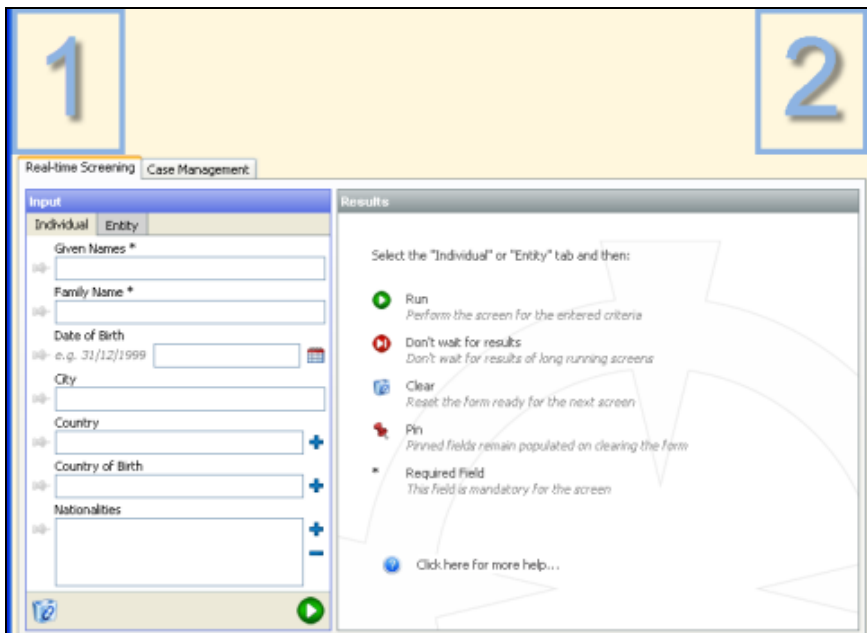 1
2
Real-time Screening
Case Management
Input
Individual
Entity
Given Names *
Family Name *
Date of Birth
e.g. 31/12/1999
City
Country
Country of Birth
Nationalities
Results
Select the "Individual" or "Entity" tab and then:
Run
Perform the screen for the entered criteria
Don't wait for results
Don't wait for results of long running screens
Clear
Reset the form ready for the next screen
Pin
Pinned fields remain populated on clearing the form
* Required Field
This field is mandatory for the screen
Click here for more help...